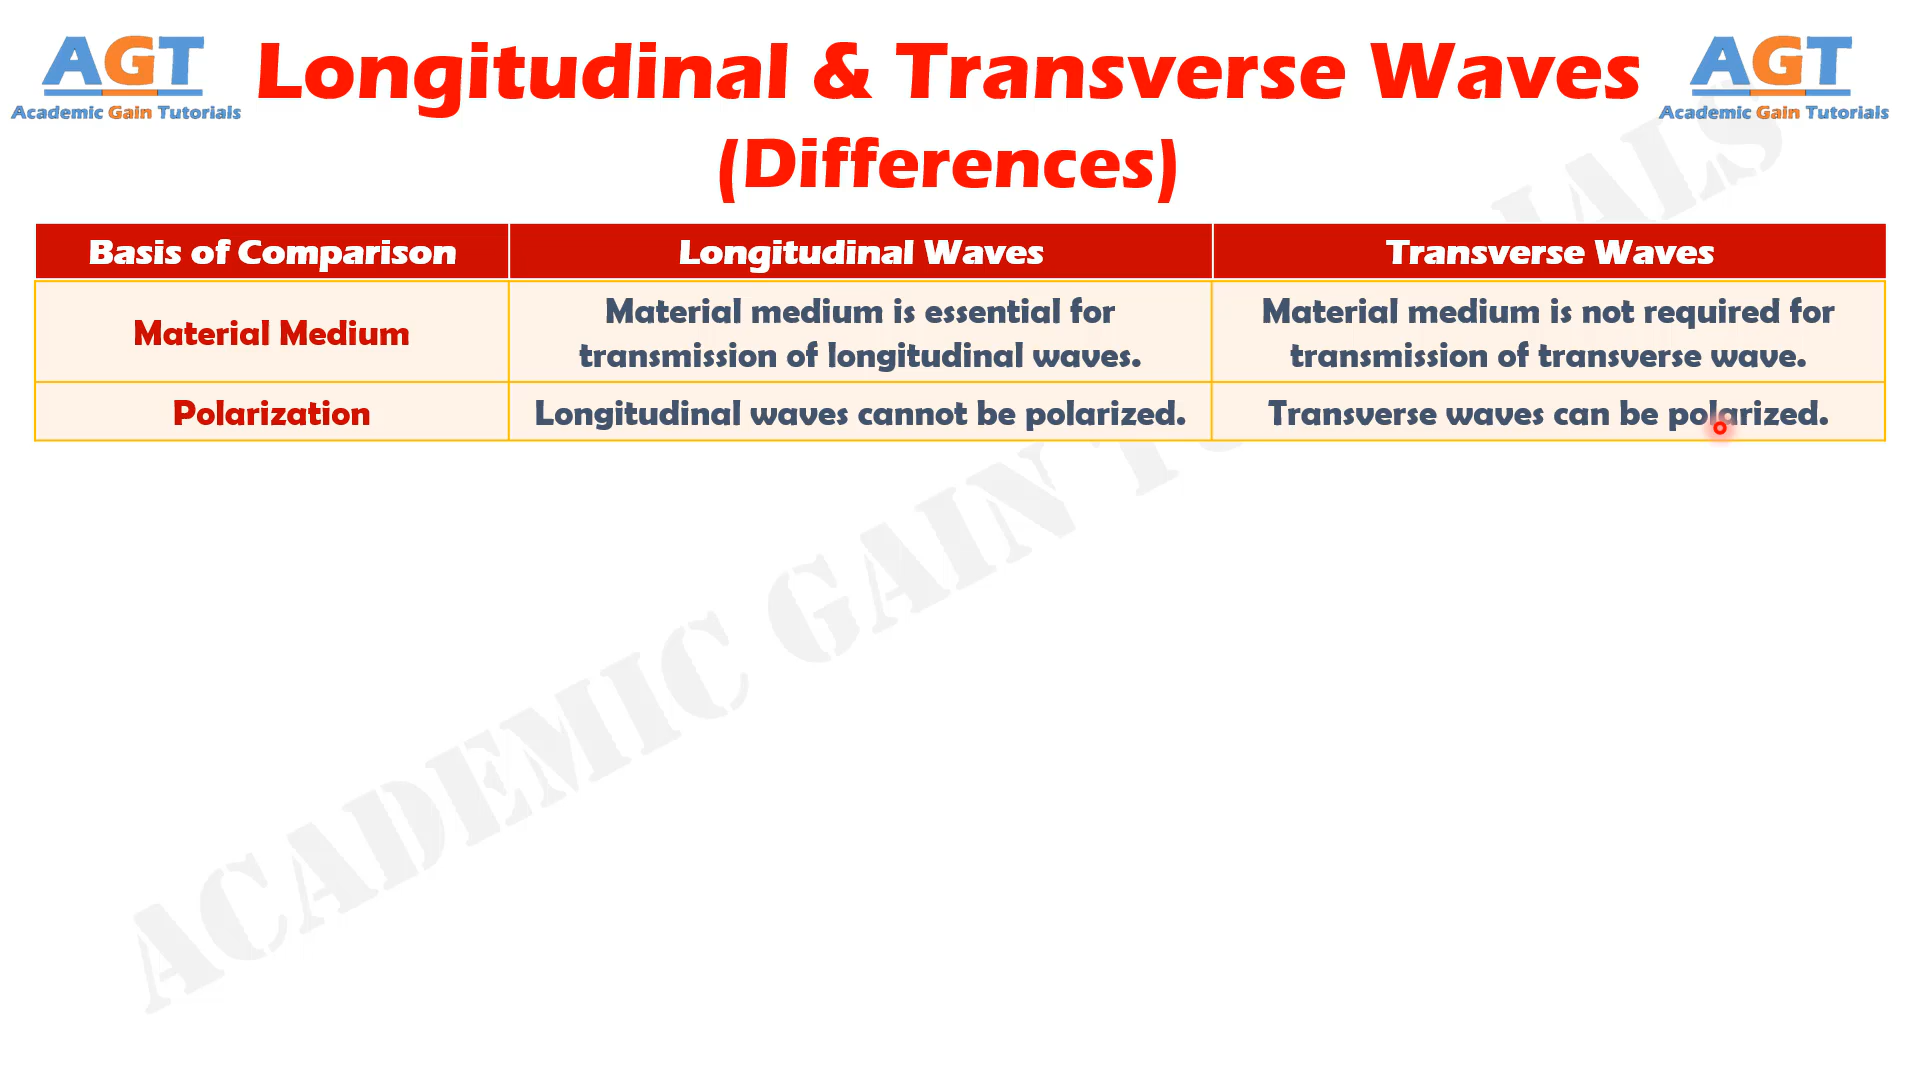 AGT
Academic Gain Tutorials
Longitudinal & Transverse Waves
(Differences)
AGT
Academic Gain Tutorials
Basis of Comparison
Longitudinal Waves
Transverse Waves
Material Medium
Material medium is essential for
transmission of longitudinal waves.
Material medium is not required for
transmission of transverse wave.
Polarization
Longitudinal waves cannot be polarized.
Transverse waves can be polarized.
ACADEMIC GAIN TUTORIALS